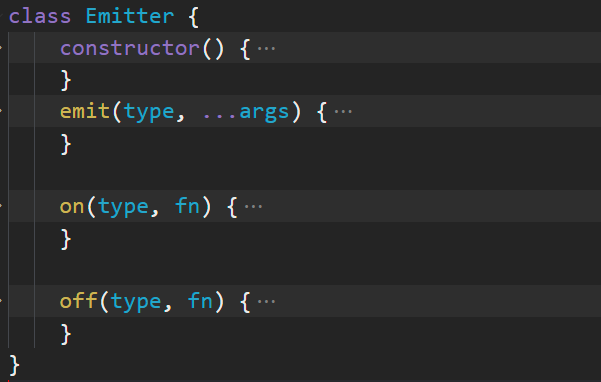 class Emitter {
constructor() {···
}
emit(type, ...args) {···
}
on(type, fn) {···
}
off(type, fn) {···
}
}